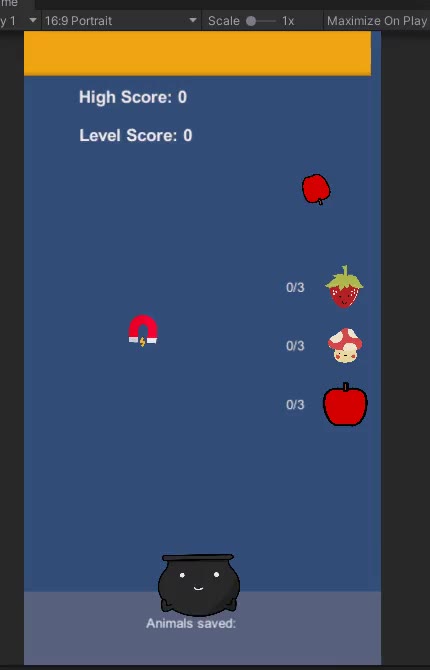 me
y 1 16:9 Portrait Scale 1x Maximize On Play
High Score: 0
Level Score: 0
0/3
0/3
0/3
Animals saved: